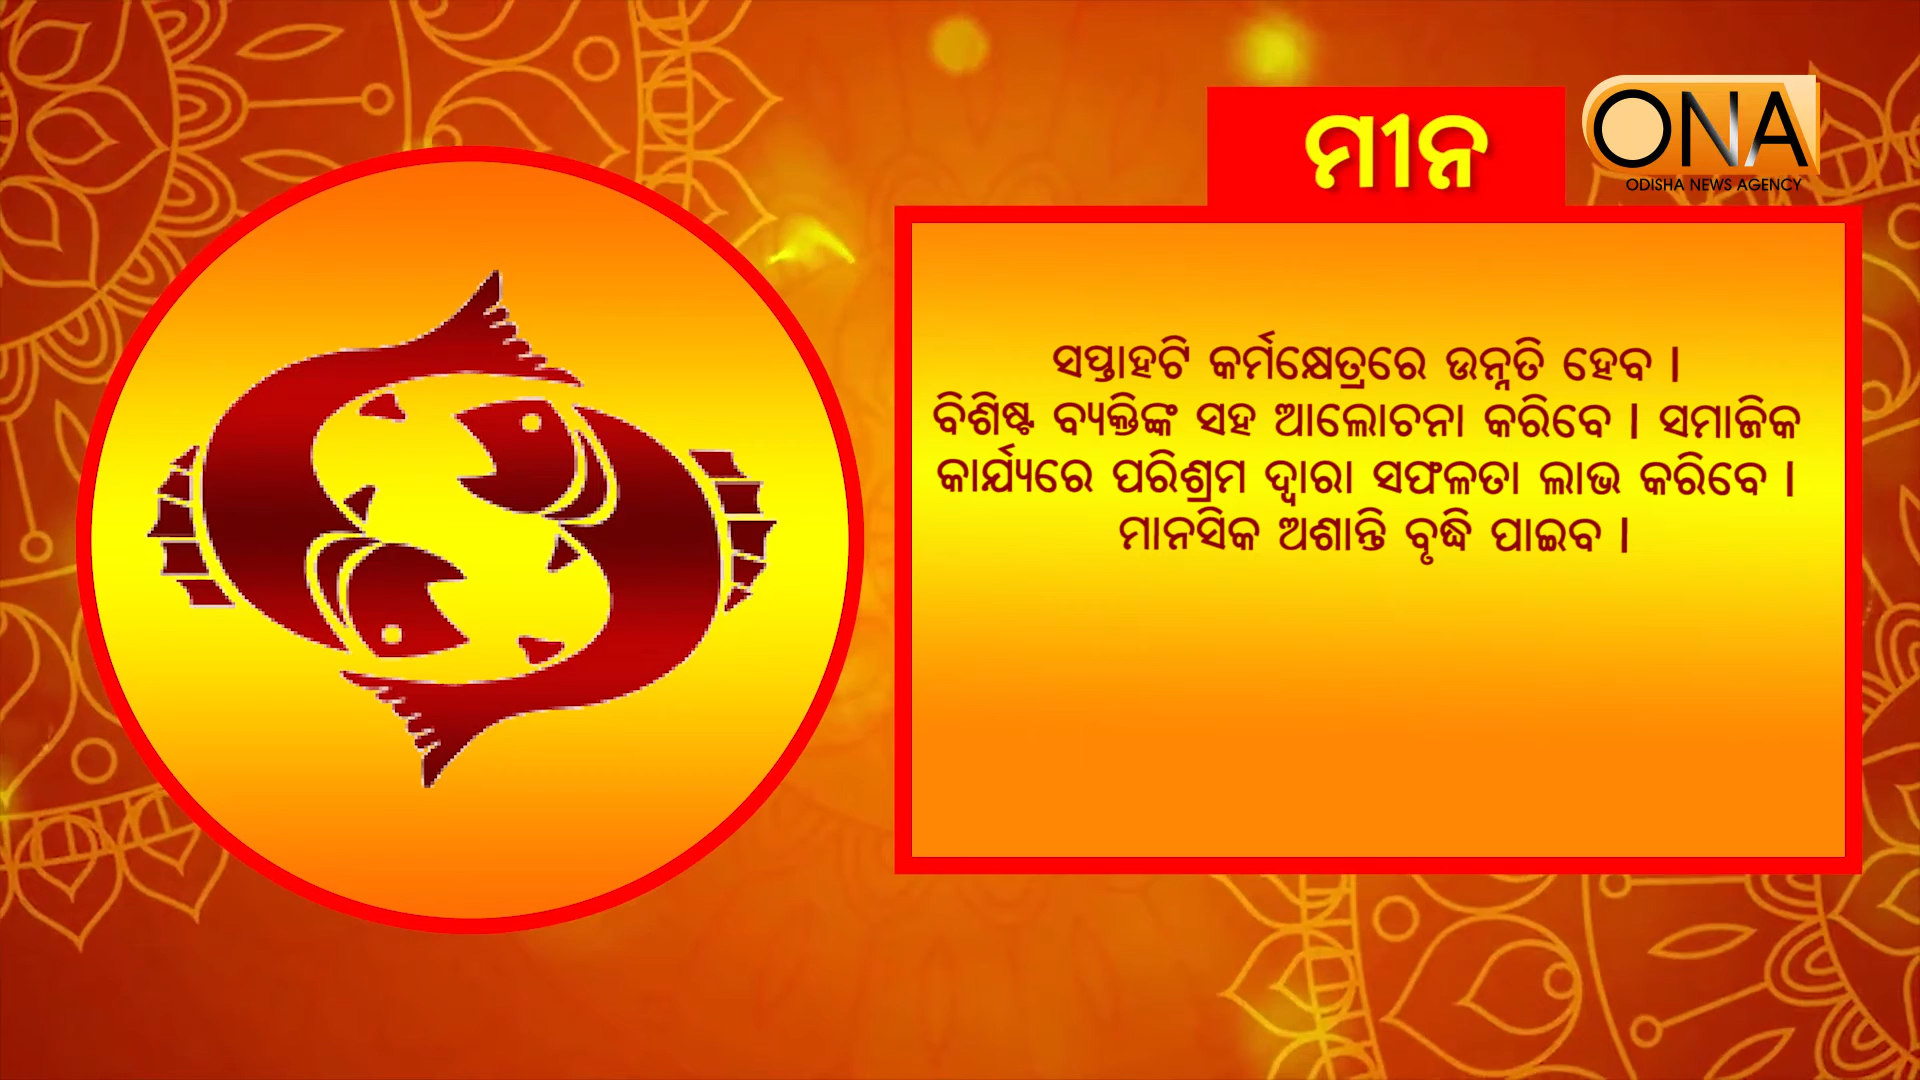 ମୀନ
ONA
ODISHA NEWS AGENCY
ସପ୍ତାହଟି କର୍ମକ୍ଷେତ୍ରରେ ଉନ୍ନତି ହେବ ।
ବିଶିଷ୍ଟ ବ୍ୟକ୍ତିଙ୍କ ସହ ଆଲୋଚନା କରିବେ । ସମାଜିକ
କାର୍ଯ୍ୟରେ ପରିଶ୍ରମ ଦ୍ୱାରା ସଫଳତା ଲାଭ କରିବେ ।
ମାନସିକ ଅଶାନ୍ତି ବୃଦ୍ଧି ପାଇବ ।